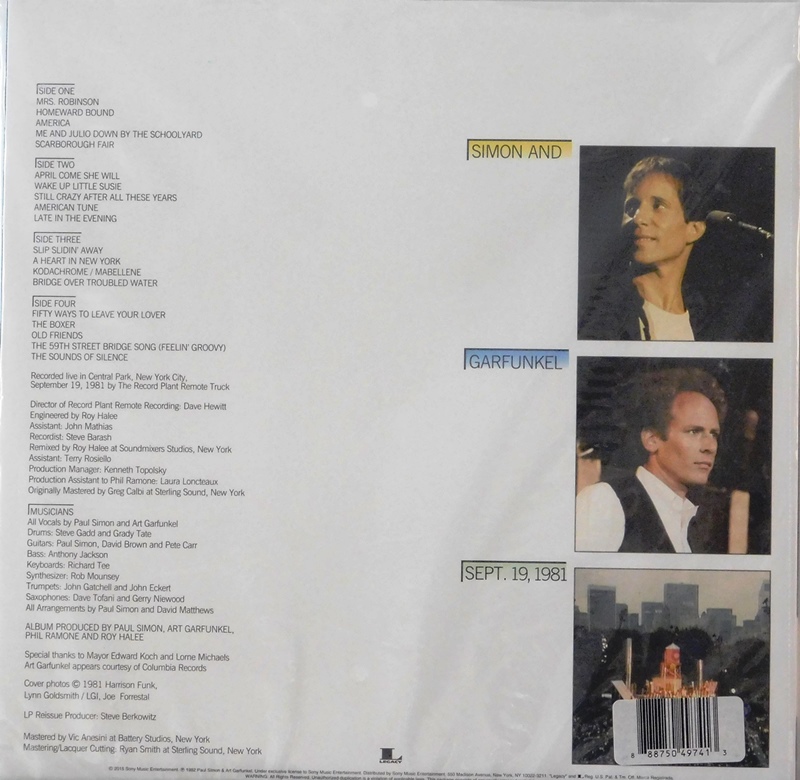 SIDE ONE
MRS. ROBINSON
HOMEWARD BOUND
AMERICA
ME AND JULIO DOWN BY THE SCHOOLYARD
SCARBOROUGH FAIR
SIDE TWO
APRIL COME SHE WILL
WAKE UP LITTLE SUSIE
STILL CRAZY AFTER ALL THESE YEARS
AMERICAN TUNE
LATE IN THE EVENING
SIDE THREE
SLIP SLIDIN' AWAY
A HEART IN NEW YORK
KODACHROME / MABELLENE
BRIDGE OVER TROUBLED WATER
SIDE FOUR
FIFTY WAYS TO LEAVE YOUR LOVER
THE BOXER
OLD FRIENDS
THE 59TH STREET BRIDGE SONG (FEELIN' GROOVY)
THE SOUNDS OF SILENCE
Recorded live in Central Park, New York City,
September 19, 1981 by The Record Plant Remote Truck
Director of Record Plant Remote Recording: Dave Hewitt
Engineered by Roy Halee
Assistant: John Mathias
Recordist: Steve Barash
Remixed by Roy Halee at Soundmixers Studios, New York
Assistant: Terry Rosiello
Production Manager: Kenneth Topolsky
Production Assistant to Phil Ramone: Laura Loncteaux
Originally Mastered by Greg Calbi at Sterling Sound, New York
MUSICIANS
All Vocals by Paul Simon and Art Garfunkel
Drums: Steve Gadd and Grady Tate
Guitars: Paul Simon, David Brown and Pete Carr
Bass: Anthony Jackson
Keyboards: Richard Tee
Synthesizer: Rob Mounsey
Trumpets: John Gatchell and John Eckert
Saxophones: Dave Tofani and Gerry Niewood
All Arrangements by Paul Simon and David Matthews
ALBUM PRODUCED BY PAUL SIMON, ART GARFUNKEL,
PHIL RAMONE AND ROY HALEE
Special thanks to Mayor Edward Koch and Lorne Michaels
Art Garfunkel appears courtesy of Columbia Records
Cover photos © 1981 Harrison Funk,
Lynn Goldsmith / LGI, Joe Forrestal
LP Reissue Producer: Steve Berkowitz
Mastered by Vic Anesini at Battery Studios, New York
Mastering/Lacquer Cutting: Ryan Smith at Sterling Sound, New York
SIMON AND
GARFUNKEL
SEPT. 19, 1981
8 88750 49741 3
LEGACY